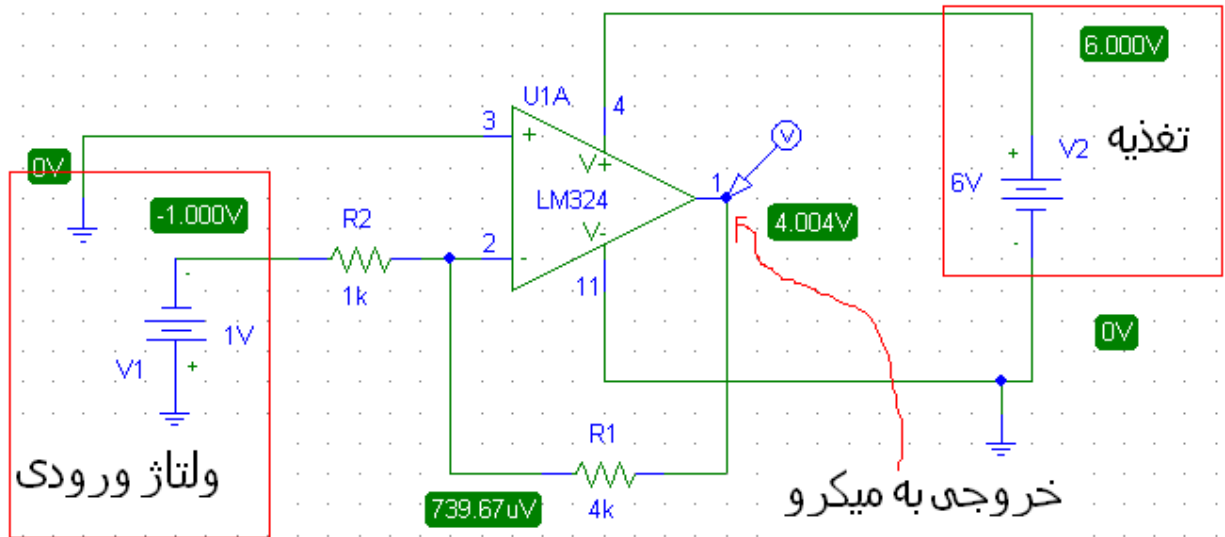 6.000V
U1A
4
3
+
V+
LM324
V-
1
2
-
11
تغذیه
V2
+
6V
-
0V
-1.000V
R2
1k
4.004V
-
1V
V1
+
0V
R1
4k
739.67uV
V
ولتاژ ورودی
خروجی به میکرو